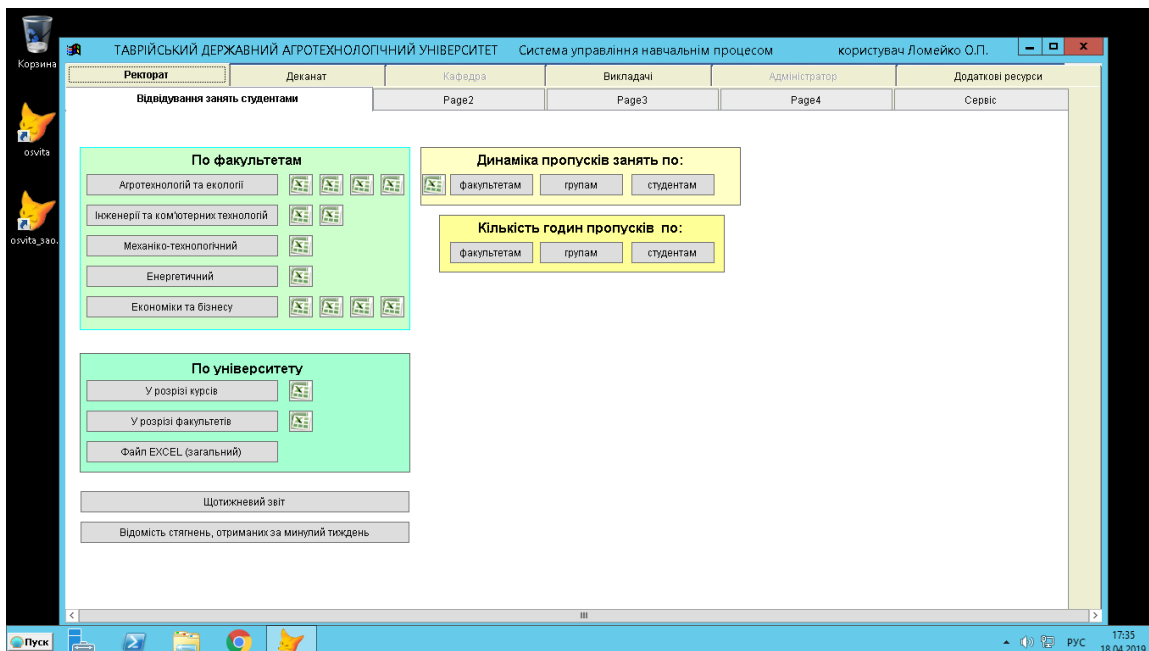 Корзина
osvita
osvita_зао.
ТАВРІЙСЬКИЙ ДЕРЖАВНИЙ АГРОТЕХНОЛОГІЧНИЙ УНІВЕРСИТЕТ Система управління навчальнім процесом користувач Ломейко О.П.
Ректорат Деканат Кафедра Викладачі Адміністратор Додаткові ресурси
Відвідування занять студентами Page2 Page3 Page4 Сервіс
По факультетам
Агротехнологій та екології
Інженерії та комп'ютерних технологій
Механіко-технологічний
Енергетичний
Економіки та бізнесу
Динаміка пропусків занять по:
факультетам групам студентам
Кількість годин пропусків по:
факультетам групам студентам
По університету
У розрізі курсів
У розрізі факультетів
Файл EXCEL (загальний)
Щотижневий звіт
Відомість стягнень, отриманих за минулий тиждень
Пуск
РУС
17:35
18.04.2019